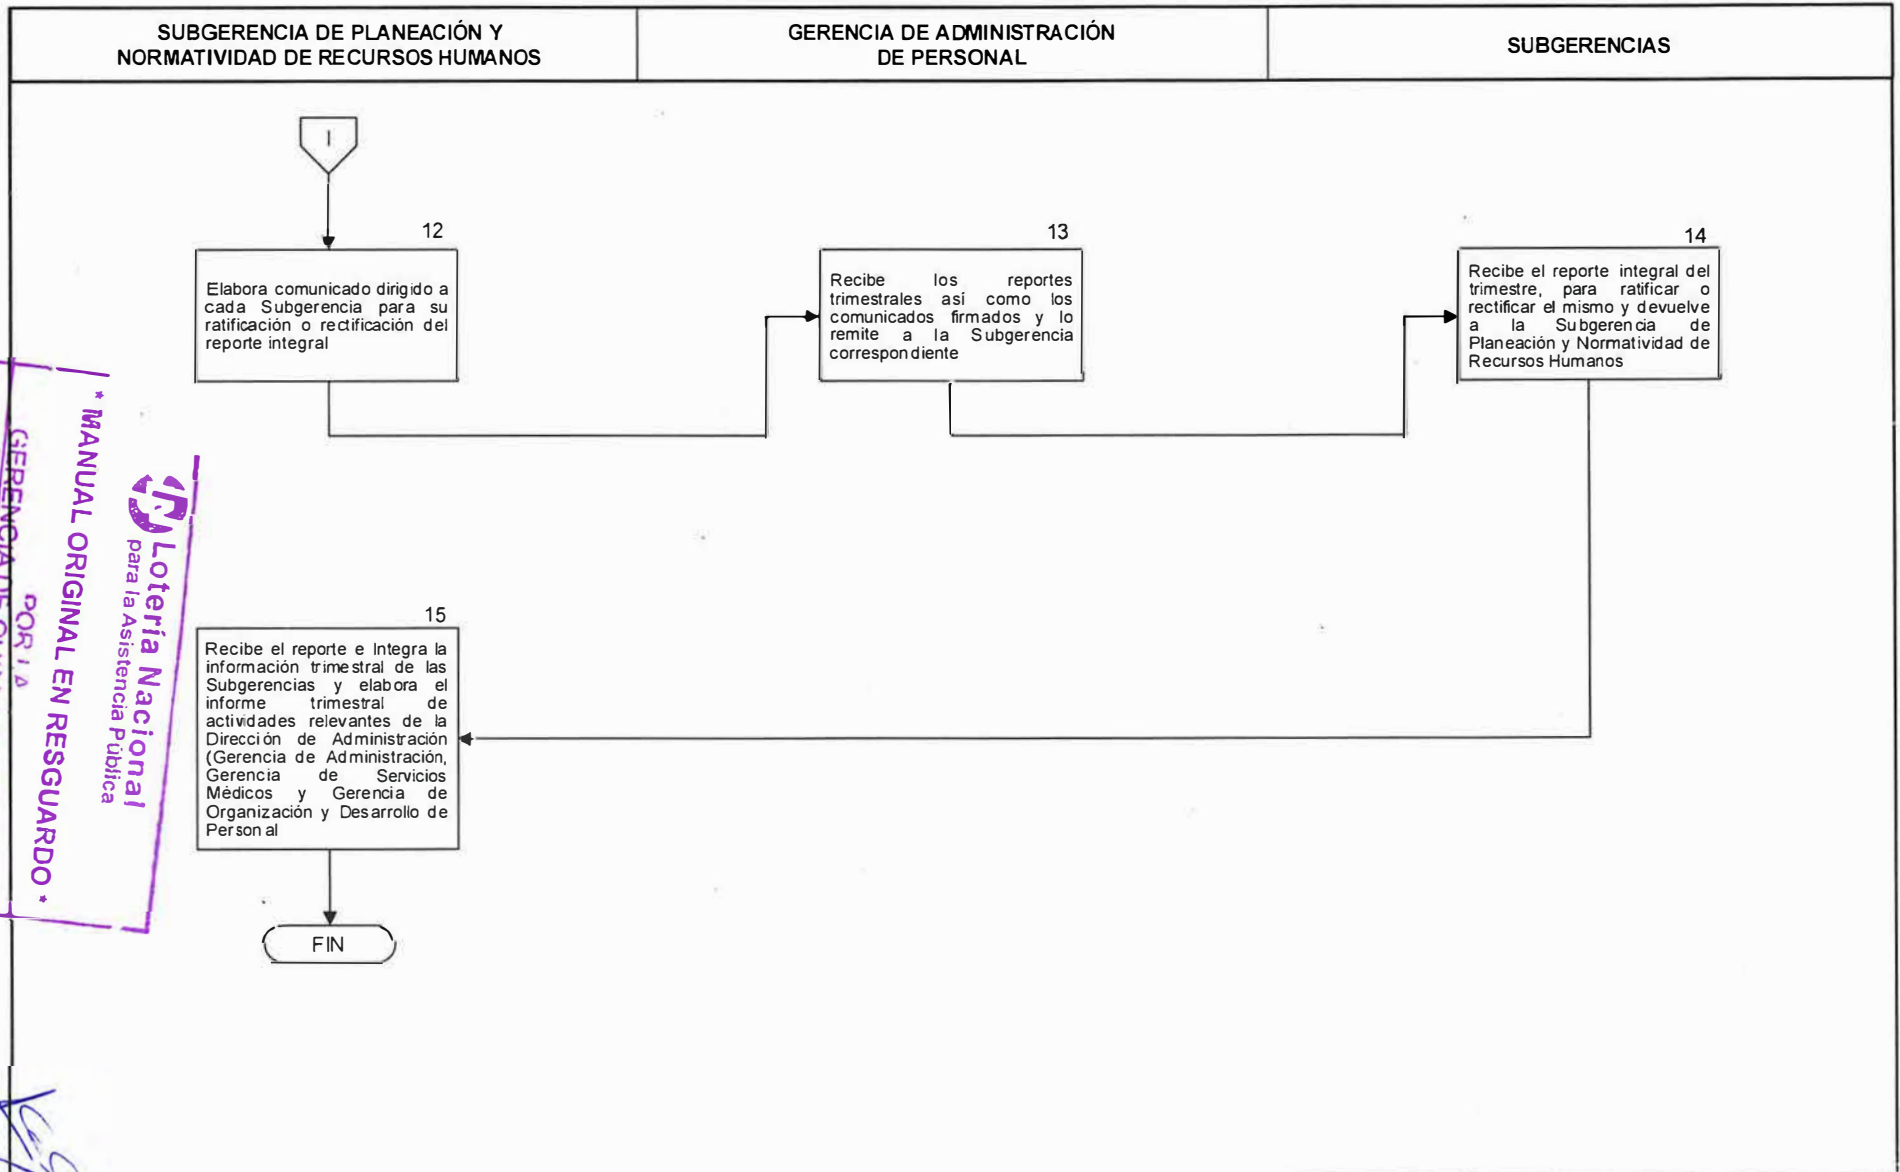 SUBGERENCIA DE PLANEACIÓN Y
NORMATIVIDAD DE RECURSOS HUMANOS
GERENCIA DE ADMINISTRACIÓN
DE PERSONAL
SUBGERENCIAS
I
12
Elabora comunicado dirigido a
cada Subgerencia para su
ratificación o rectificación del
reporte integral
13
Recibe los reportes
trimestrales así como los
comunicados firmados y lo
remite a la Subgerencia
correspondiente
14
Recibe el reporte integral del
trimestre, para ratificar o
rectificar el mismo y devuelve
a la Subgerencia de
Planeación y Normatividad de
Recursos Humanos
15
Recibe el reporte e Integra la
información trimestral de las
Subgerencias y elabora el
informe trimestral de
actividades relevantes de la
Dirección de Administración
(Gerencia de Administración,
Gerencia de Servicios
Médicos y Gerencia de
Organización y Desarrollo de
Personal
FIN
Lotería Nacional
para la Asistencia Pública
* MANUAL ORIGINAL EN RESGUARDO *
POR LA
GERENCIA DE